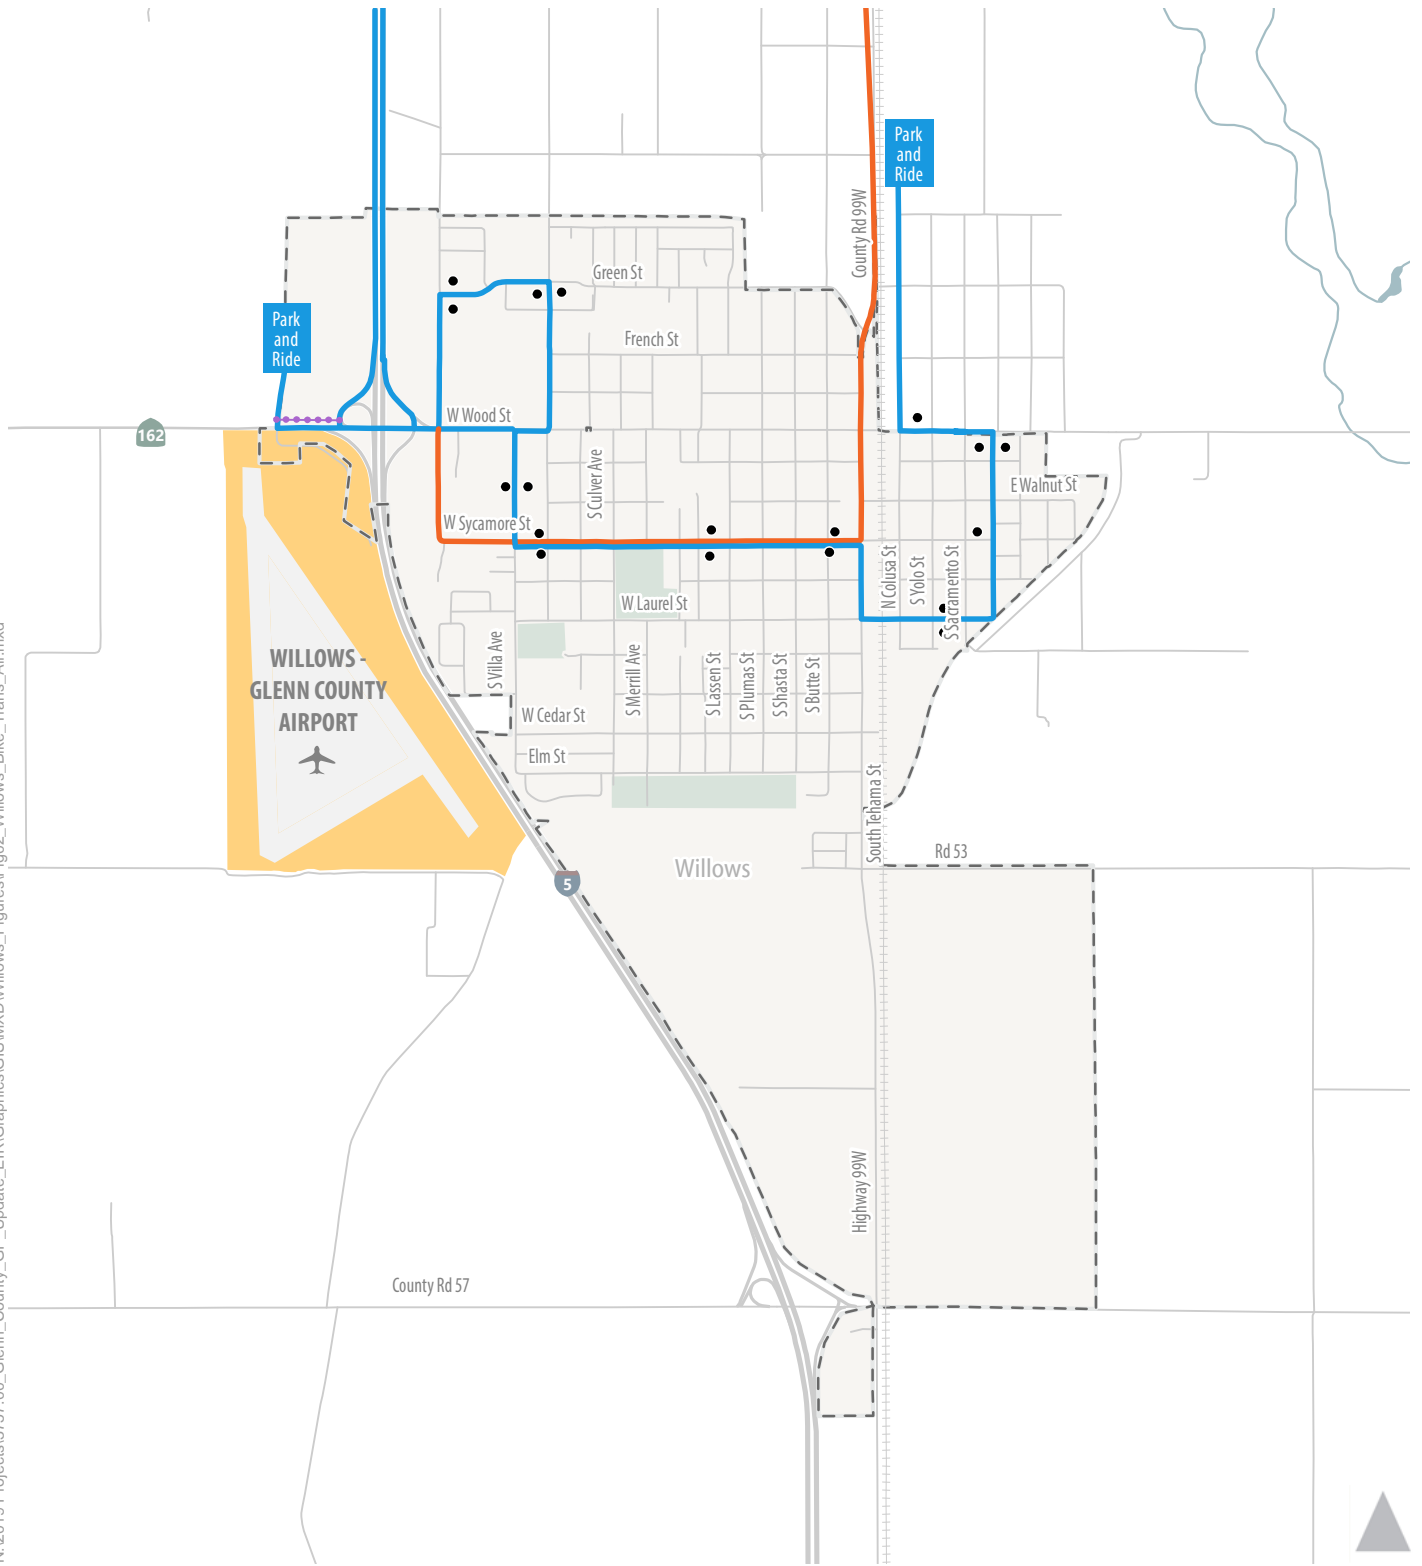 Park
and
Ride
County Rd 99W
Green St
Park
and
Ride
French St
W Wood St
162
S Culver Ave
E Walnut St
W Sycamore St
N Colusa St
S Yolo St
S Sacramento St
W Laurel St
WILLOWS -
GLENN COUNTY
AIRPORT
S Villa Ave
S Merrill Ave
S Lassen St
S Plumas St
S Shasta St
S Butte St
W Cedar St
Elm St
South Tehama St
Rd 53
Willows
5
Highway 99W
County Rd 57